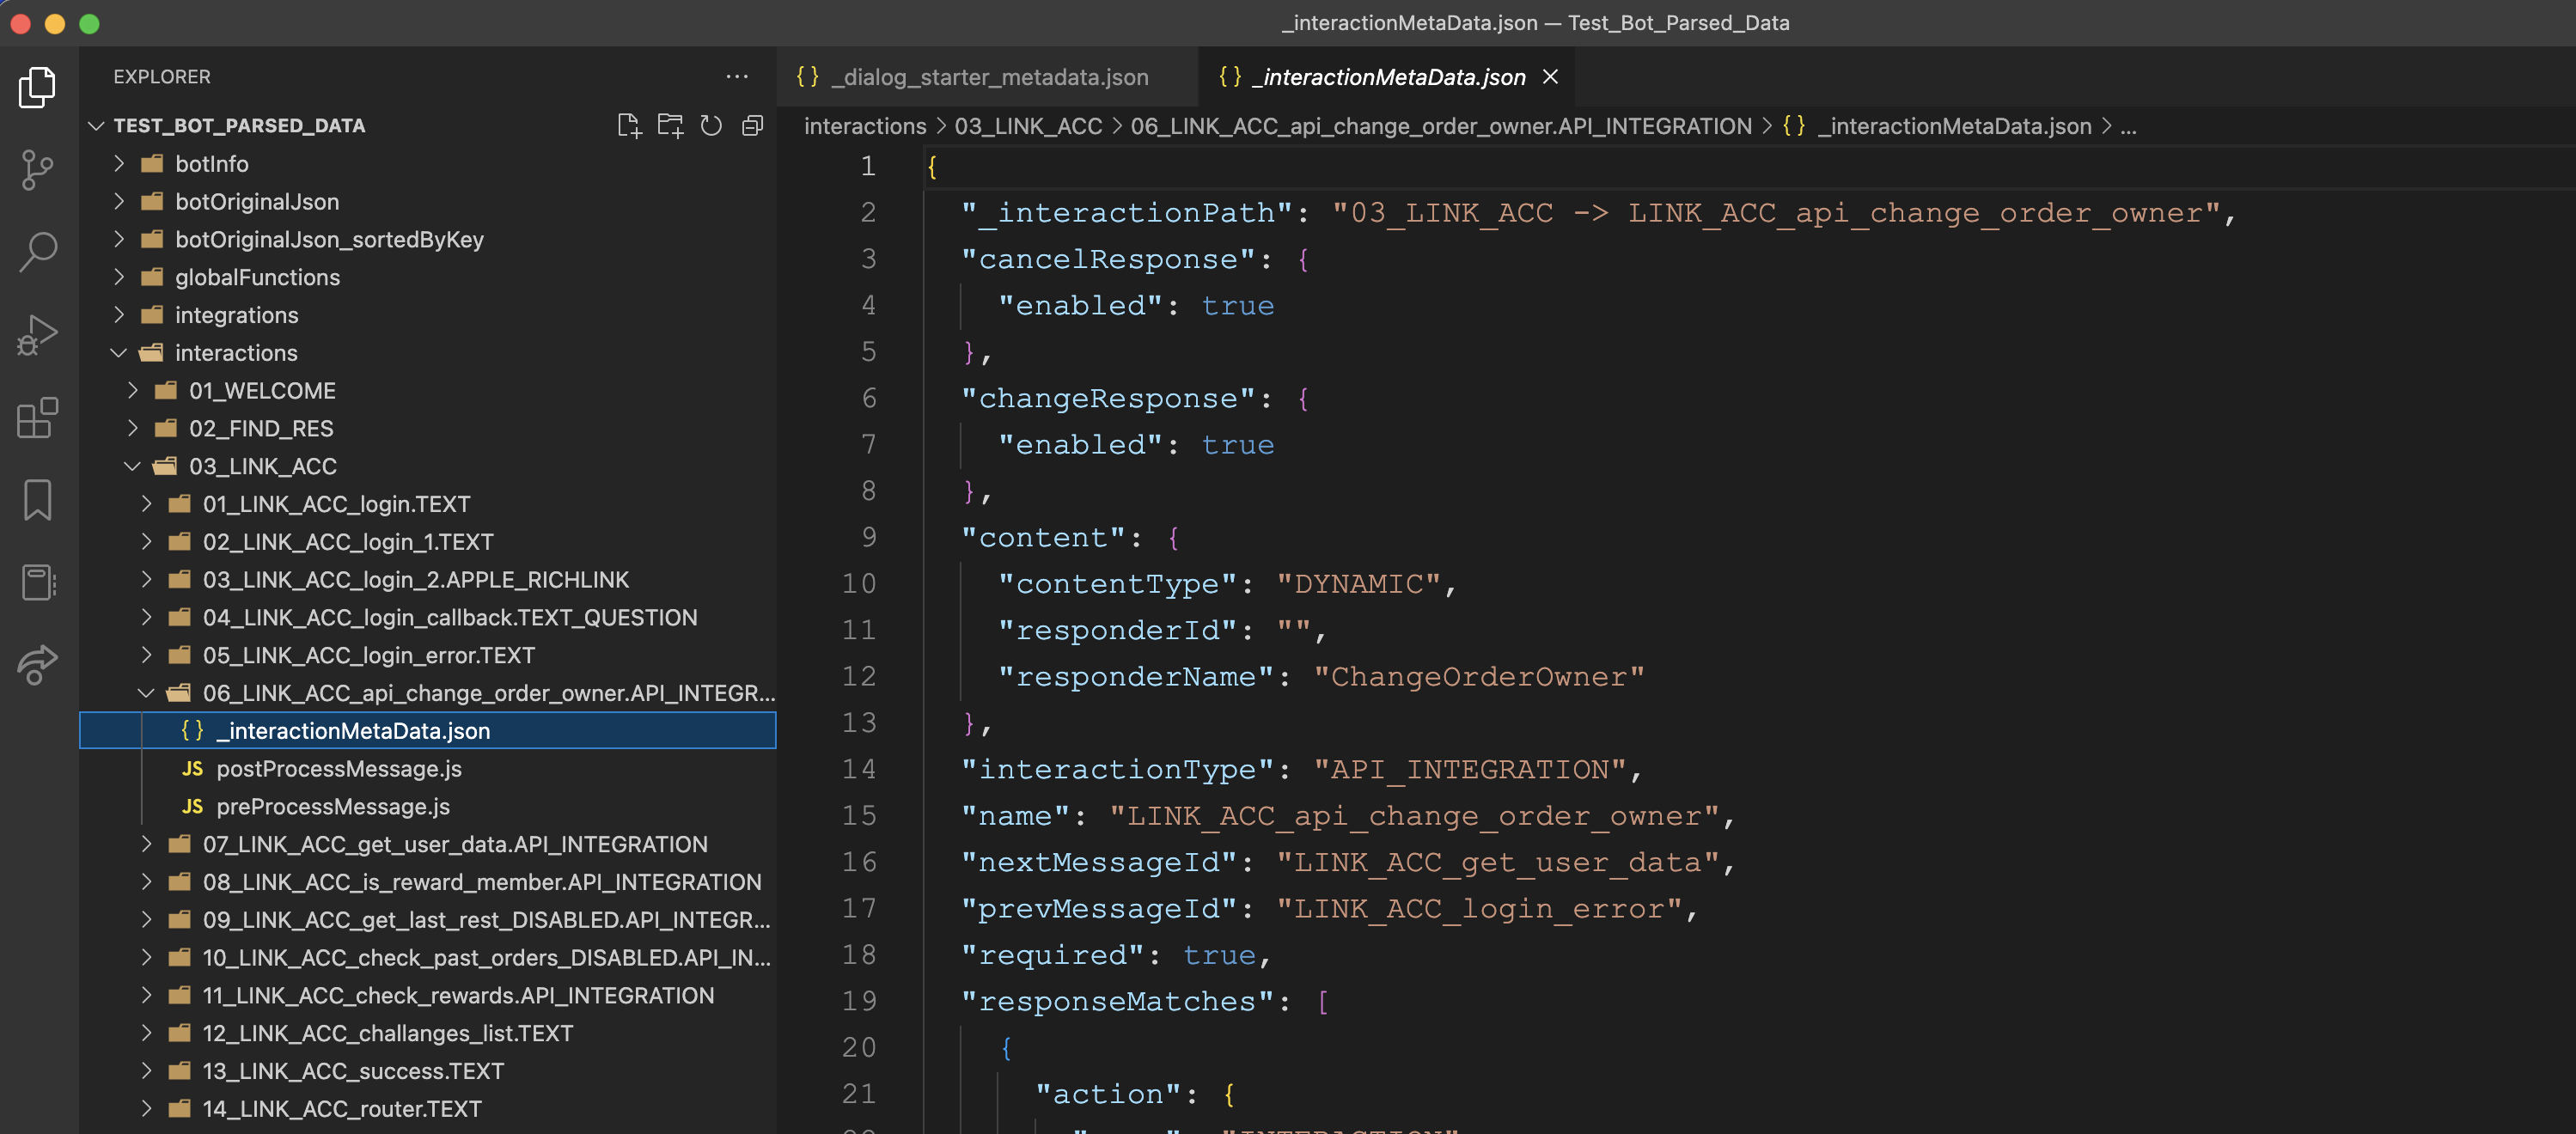 _interactionMetaData.json — Test_Bot_Parsed_Data
EXPLORER
TEST_BOT_PARSED_DATA
botInfo
botOriginalJson
botOriginalJson_sortedByKey
globalFunctions
integrations
interactions
01_WELCOME
02_FIND_RES
03_LINK_ACC
01_LINK_ACC_login.TEXT
02_LINK_ACC_login_1.TEXT
03_LINK_ACC_login_2.APPLE_RICHLINK
04_LINK_ACC_login_callback.TEXT_QUESTION
05_LINK_ACC_login_error.TEXT
06_LINK_ACC_api_change_order_owner.API_INTEGR...
{} _interactionMetaData.json
JS postProcessMessage.js
JS preProcessMessage.js
07_LINK_ACC_get_user_data.API_INTEGRATION
08_LINK_ACC_is_reward_member.API_INTEGRATION
09_LINK_ACC_get_last_rest_DISABLED.API_INTEGR...
10_LINK_ACC_check_past_orders_DISABLED.API_IN...
11_LINK_ACC_check_rewards.API_INTEGRATION
12_LINK_ACC_challanges_list.TEXT
13_LINK_ACC_success.TEXT
14_LINK_ACC_router.TEXT
{} _dialog_starter_metadata.json
{} _interactionMetaData.json
interactions > 03_LINK_ACC > 06_LINK_ACC_api_change_order_owner.API_INTEGRATION > {} _interactionMetaData.json > ...
1 {
2 "_interactionPath": "03_LINK_ACC -> LINK_ACC_api_change_order_owner",
3 "cancelResponse": {
4 "enabled": true
5 },
6 "changeResponse": {
7 "enabled": true
8 },
9 "content": {
10 "contentType": "DYNAMIC",
11 "responderId": "",
12 "responderName": "ChangeOrderOwner"
13 },
14 "interactionType": "API_INTEGRATION",
15 "name": "LINK_ACC_api_change_order_owner",
16 "nextMessageId": "LINK_ACC_get_user_data",
17 "prevMessageId": "LINK_ACC_login_error",
18 "required": true,
19 "responseMatches": [
20 {
21 "action": {